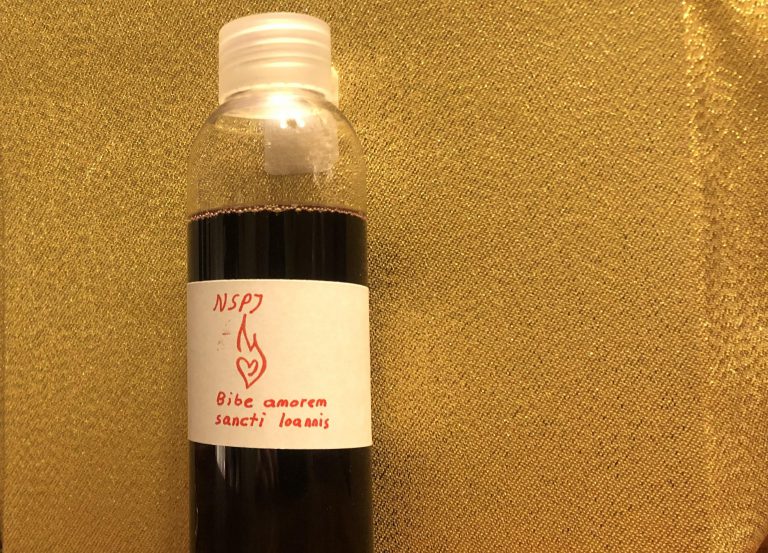 NSPJ
Bibe amorem
sancti Ioannis